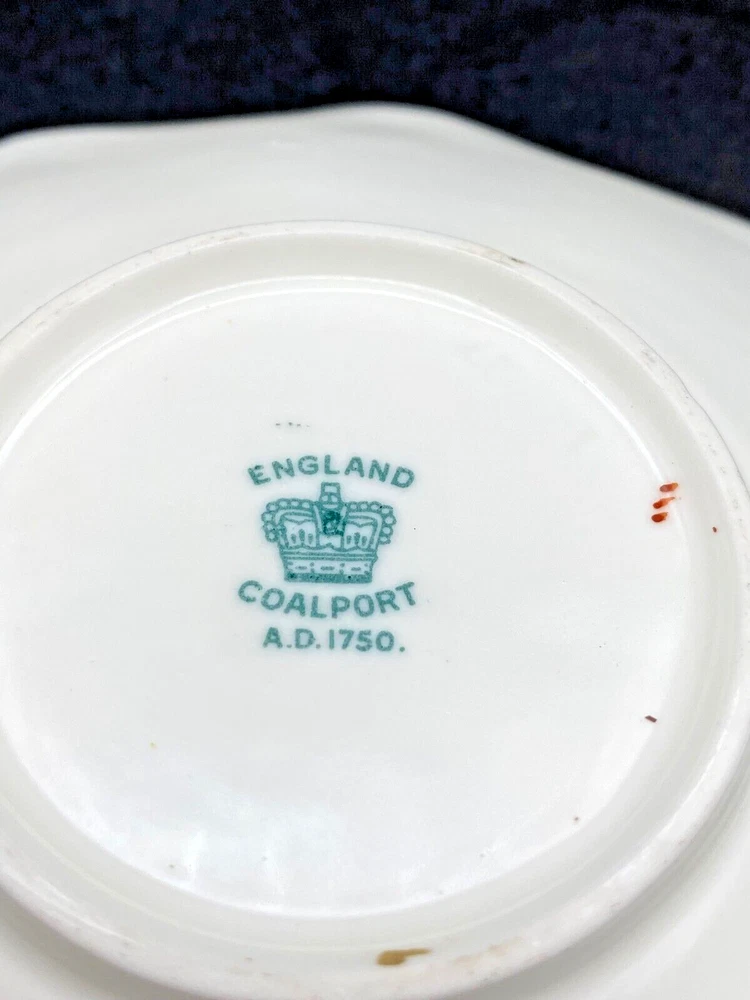 ENGLAND
COALPORT
A.D. 1750.